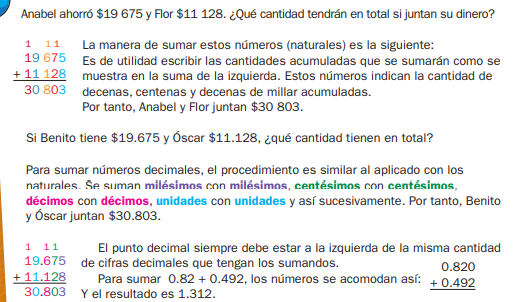 Anabel ahorró $19 675 y Flor $11 128. ¿Qué cantidad tendrán en total si juntan su dinero?
1 1 1
19 675
+ 11 128
30 803
La manera de sumar estos números (naturales) es la siguiente:
Es de utilidad escribir las cantidades acumuladas que se sumarán como se
muestra en la suma de la izquierda. Estos números indican la cantidad de
decenas, centenas y decenas de millar acumuladas.
Por tanto, Anabel y Flor juntan $30 803.
Si Benito tiene $19.675 y Óscar $11.128, ¿qué cantidad tienen en total?
Para sumar números decimales, el procedimiento es similar al aplicado con los
naturales. Se suman milésimos con milésimos, centésimos con centésimos,
décimos con décimos, unidades con unidades y así sucesivamente. Por tanto, Benito
y Óscar juntan $30.803.
1 1 1
19.675
+ 11.128
30.803
El punto decimal siempre debe estar a la izquierda de la misma cantidad
de cifras decimales que tengan los sumandos.
Para sumar 0.82 + 0.492, los números se acomodan así:
Y el resultado es 1.312.
0.820
+ 0.492